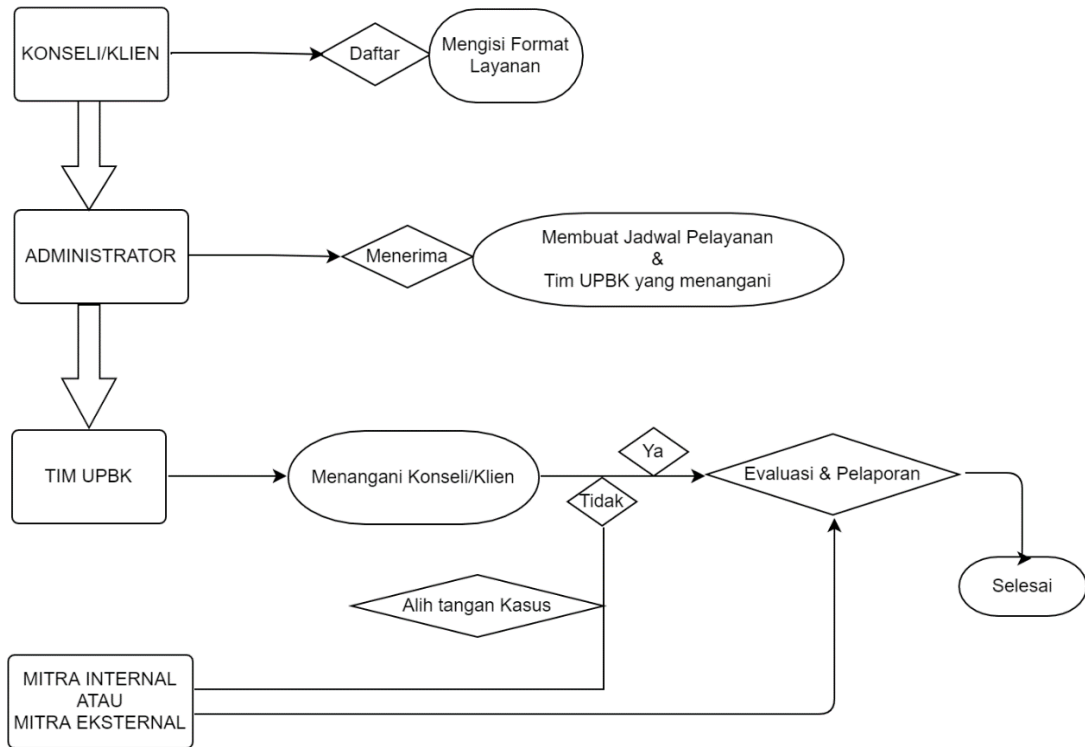 KONSELI/KLIEN
Daftar
Mengisi Format
Layanan
ADMINISTRATOR
Menerima
Membuat Jadwal Pelayanan
&
Tim UPBK yang menangani
TIM UPBK
Menangani Konseli/Klien
Ya
Tidak
Evaluasi & Pelaporan
Selesai
Alih tangan Kasus
MITRA INTERNAL
ATAU
MITRA EKSTERNAL